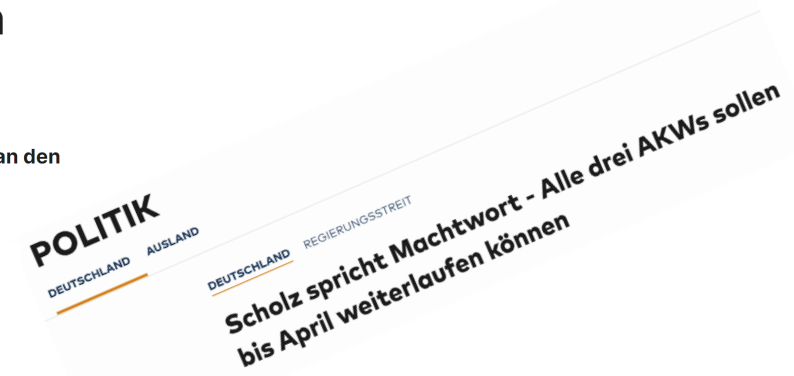 an den
POLITIK
DEUTSCHLAND AUSLAND
DEUTSCHLAND REGIERUNGSSTREIT
Scholz spricht Machtwort - Alle drei AKWs sollen
bis April weiterlaufen können